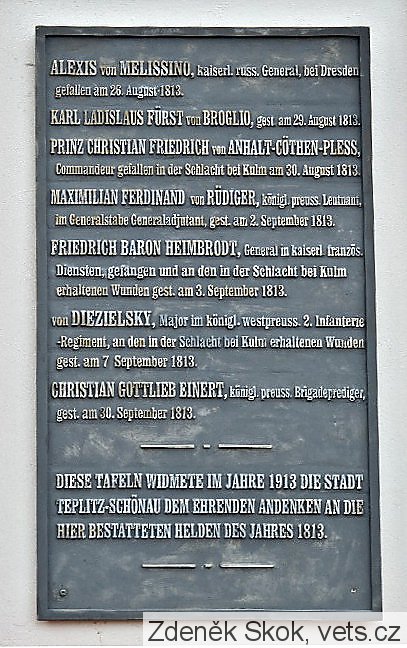 ALEXIS von MELISSINO, kaiserl. russ. General, bei Dresden
gefallen am 26. August 1813.
KARL LADISLAUS FÜRST von BROGLIO, gest. am 29. August 1813.
PRINZ CHRISTIAN FRIEDRICH von ANHALT-CÖTHEN-PLESS,
Commandeur gefallen in der Schlacht bei Kulm am 30. August 1813.
MAXIMILIAN FERDINAND von RÜDIGER, königl. preuss. Leutnant,
im Generalstabe Generaladjutant, gest. am 2. September 1813.
FRIEDRICH BARON HEIMBRODT, General in kaiserl. französ.
Diensten, gefangen und an den in der Schlacht bei Kulm
erhaltenen Wunden gest. am 3. September 1813.
von DIEZIELSKY, Major im königl. westpreuss. 2. Infanterie
-Regiment, an den in der Schlacht bei Kulm erhaltenen Wunden
gest. am 7 September 1813.
CHRISTIAN GOTTLIEB EINERT, königl. preuss. Brigadeprediger,
gest. am 30. September 1813.
DIESE TAFELN WIDMETE IM JAHRE 1913 DIE STADT
TEPLITZ-SCHÖNAU DEM EHRENDEN ANDENKEN AN DIE
HIER BESTATTETEN HELDEN DES JAHRES 1813.
Zdeněk Skok, vets.cz